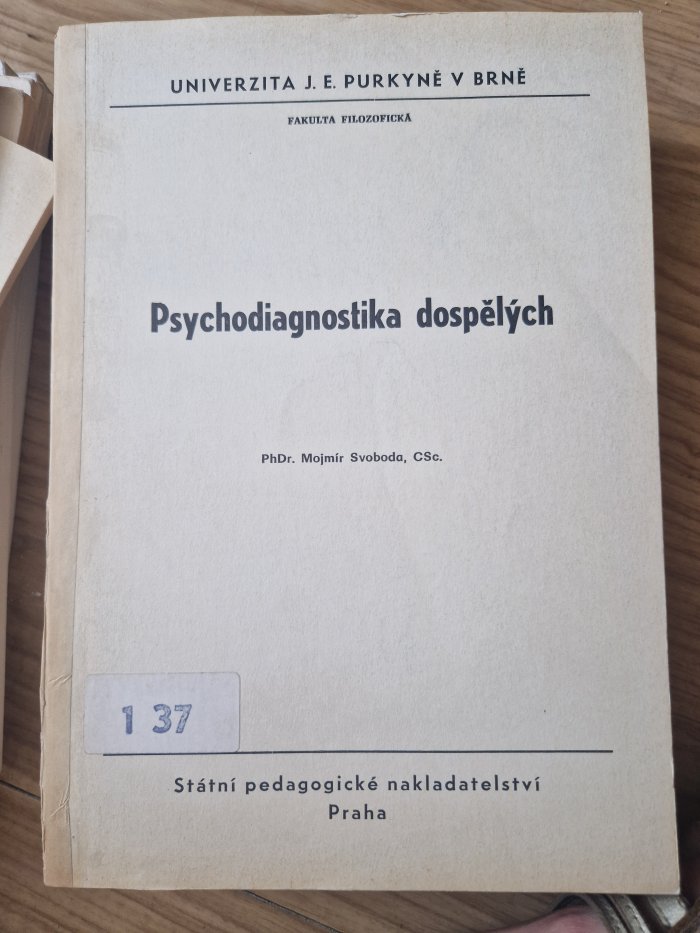 UNIVERZITA J. E. PURKYNĚ V BRNĚ
FAKULTA FILOZOFICKÁ
Psychodiagnostika dospělých
PhDr. Mojmír Svoboda, CSc.
1 37
Státní pedagogické nakladatelství
Praha